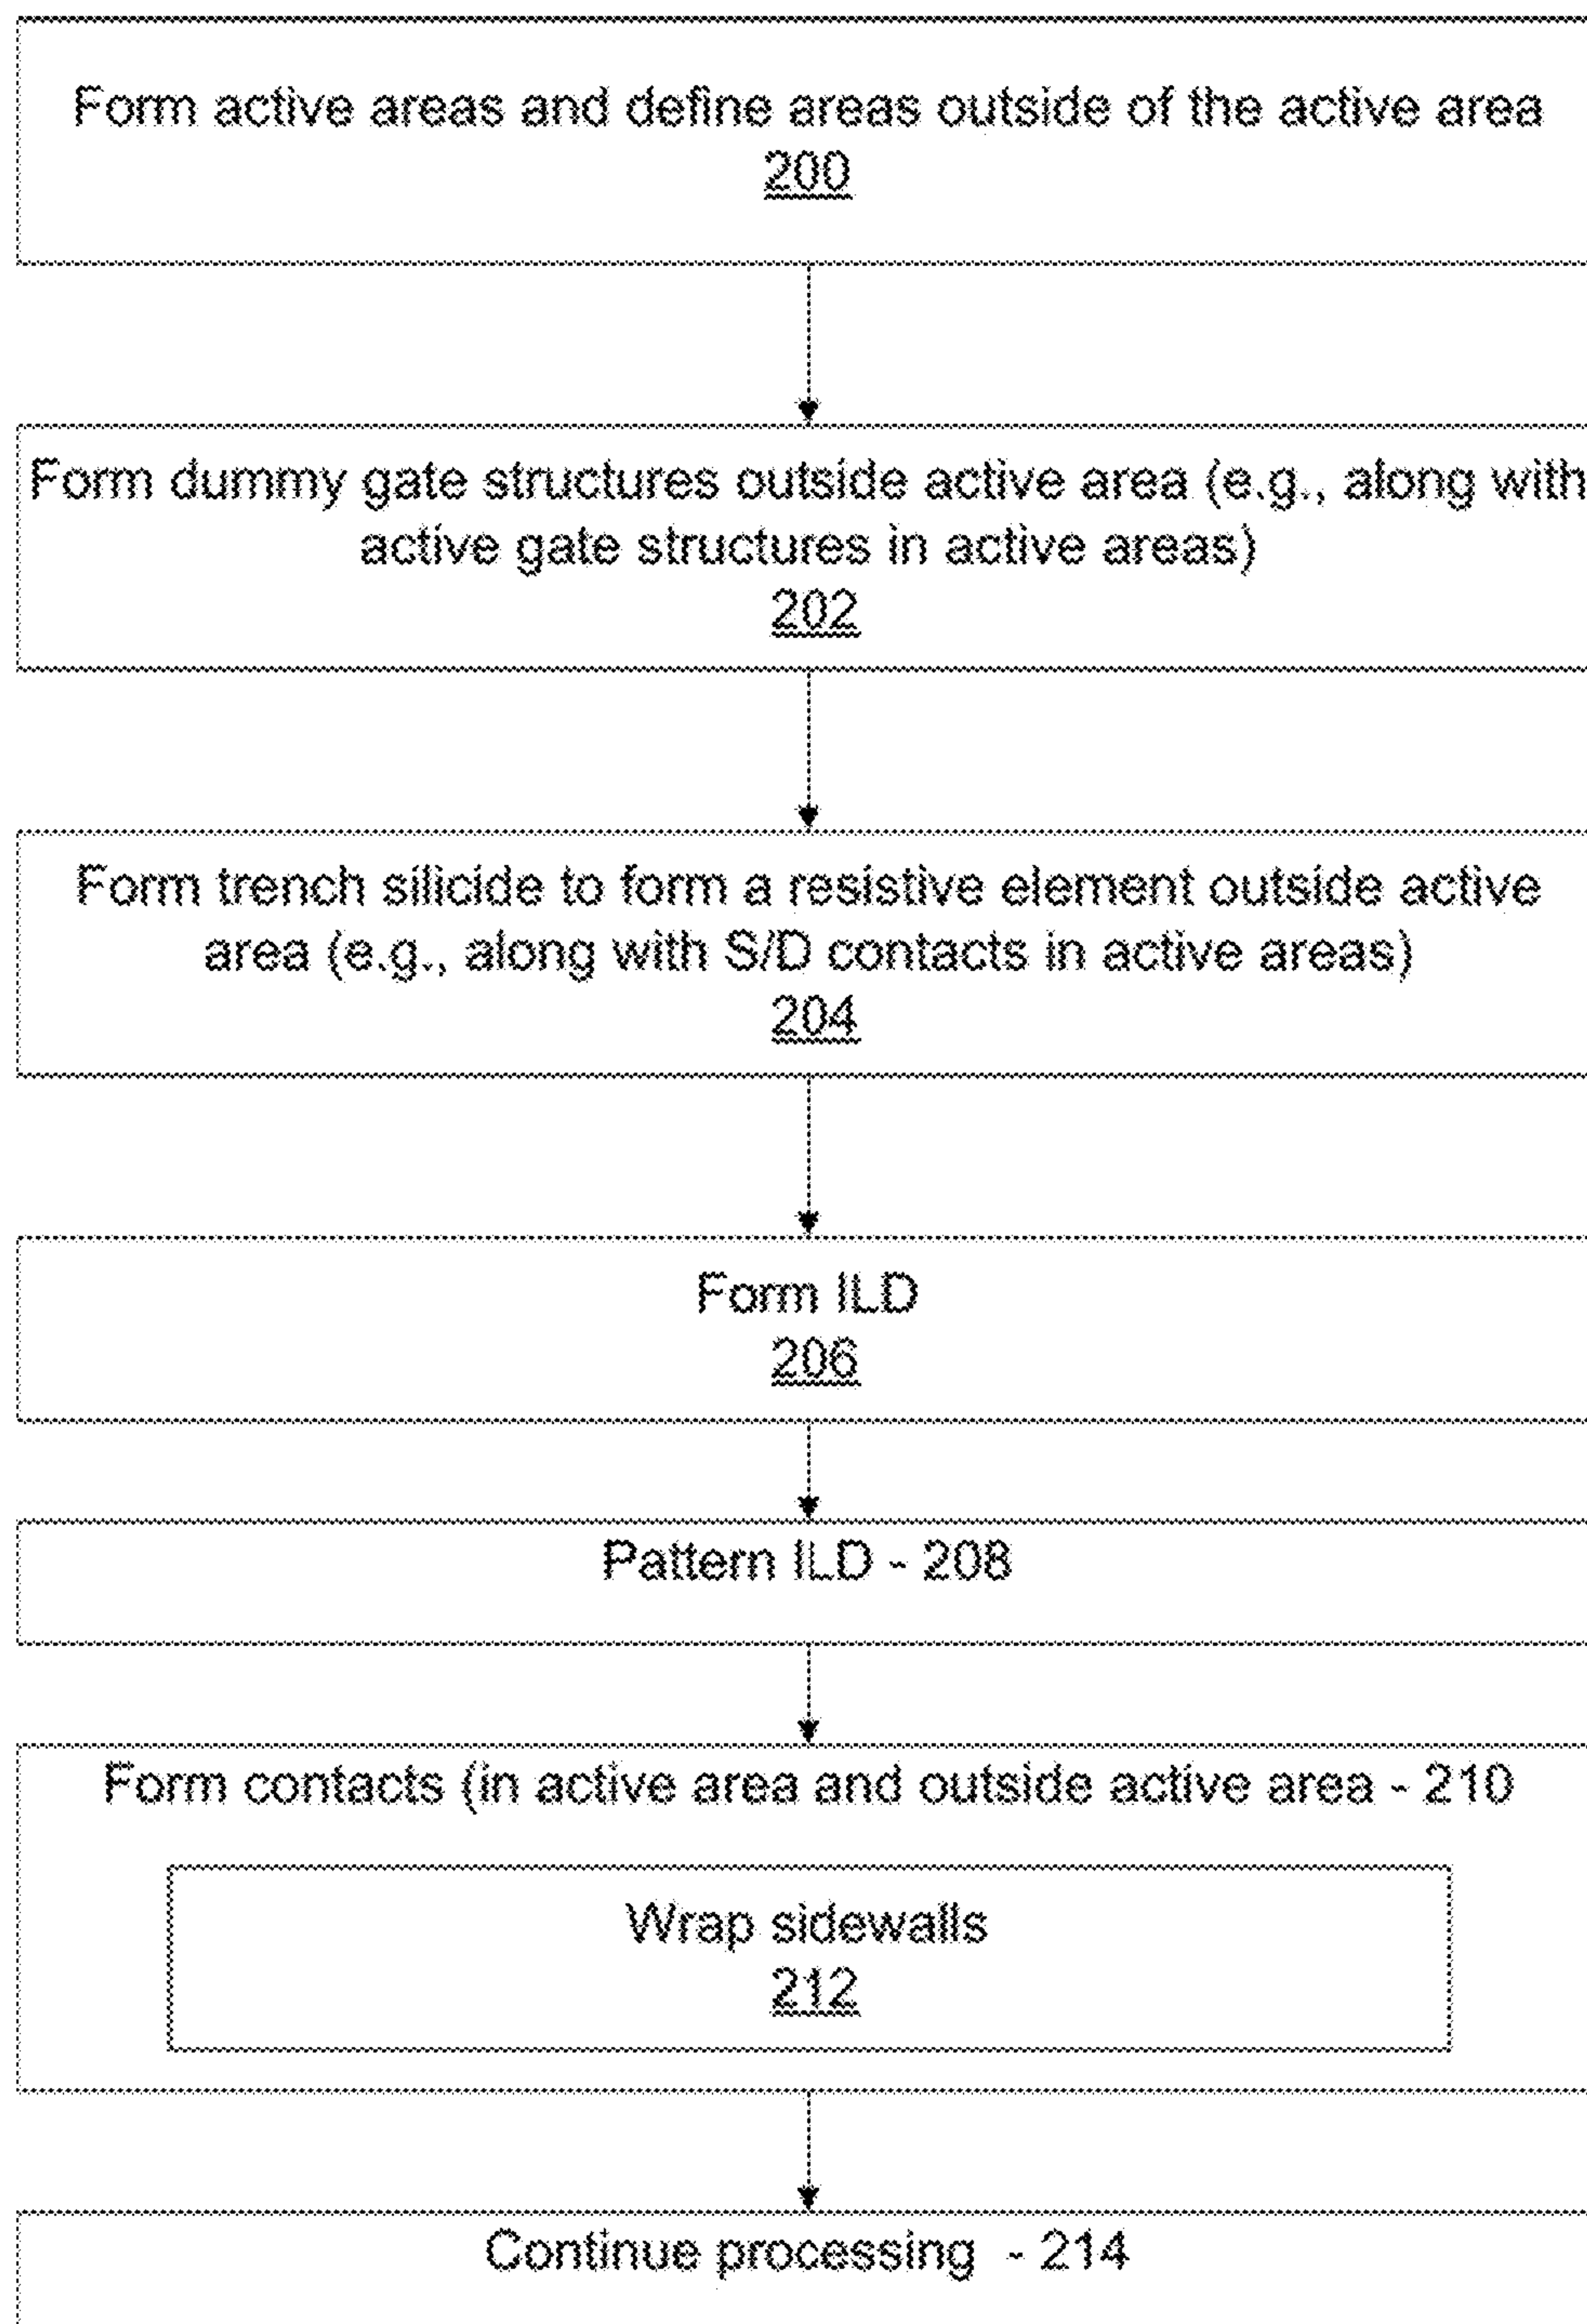 Form active areas and define areas outside of the active area
200
Form dummy gate structures outside active area (e.g., along with
active gate structures in active areas)
202
Form trench silicide to form a resistive element outside active
area (e.g., along with S/D contacts in active areas)
204
Form ILD
206
Pattern ILD - 208
Form contacts (in active area and outside active area - 210
Wrap sidewalls
212
Continue processing - 214